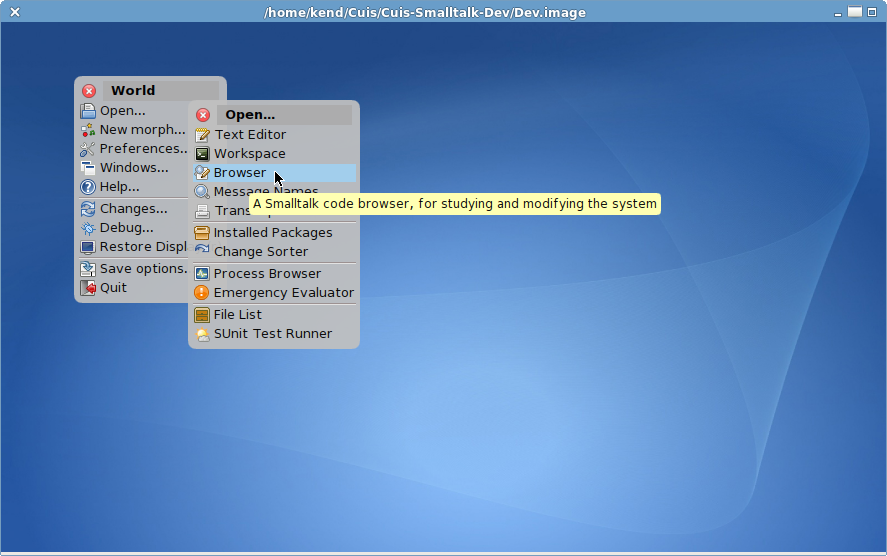 /home/kend/Cuis/Cuis-Smalltalk-Dev/Dev.image
World
Open...
New morph...
Preferences..
Windows...
Help...
Changes...
Debug...
Restore Displ
Save options.
Quit
Open...
Text Editor
Workspace
Browser
Message Names
A Smalltalk code browser, for studying and modifying the system
Installed Packages
Change Sorter
Process Browser
Emergency Evaluator
File List
SUnit Test Runner